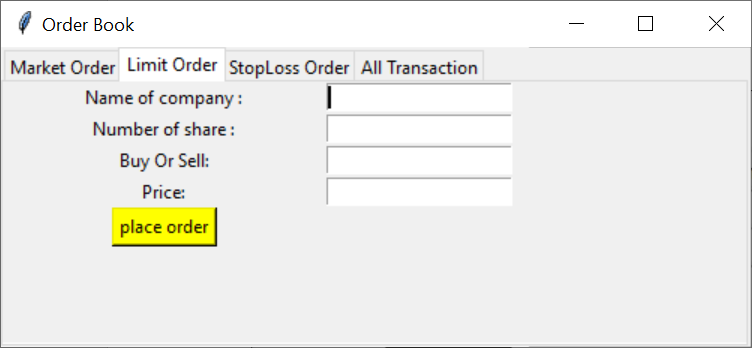 Order Book
Market Order Limit Order StopLoss Order All Transaction
Name of company :
Number of share :
Buy Or Sell:
Price:
place order